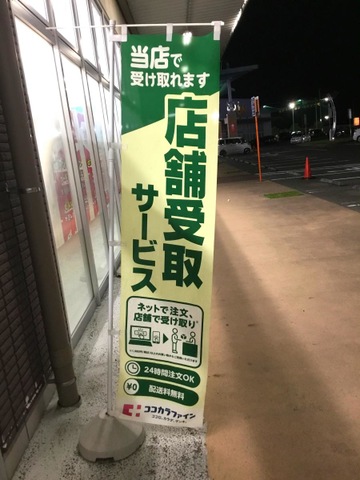 当店で
受け取れます
店舗受取
サービス
ネットで注文、
店舗で受け取り
24時間注文OK
¥0 配送料無料
ココカラファイン